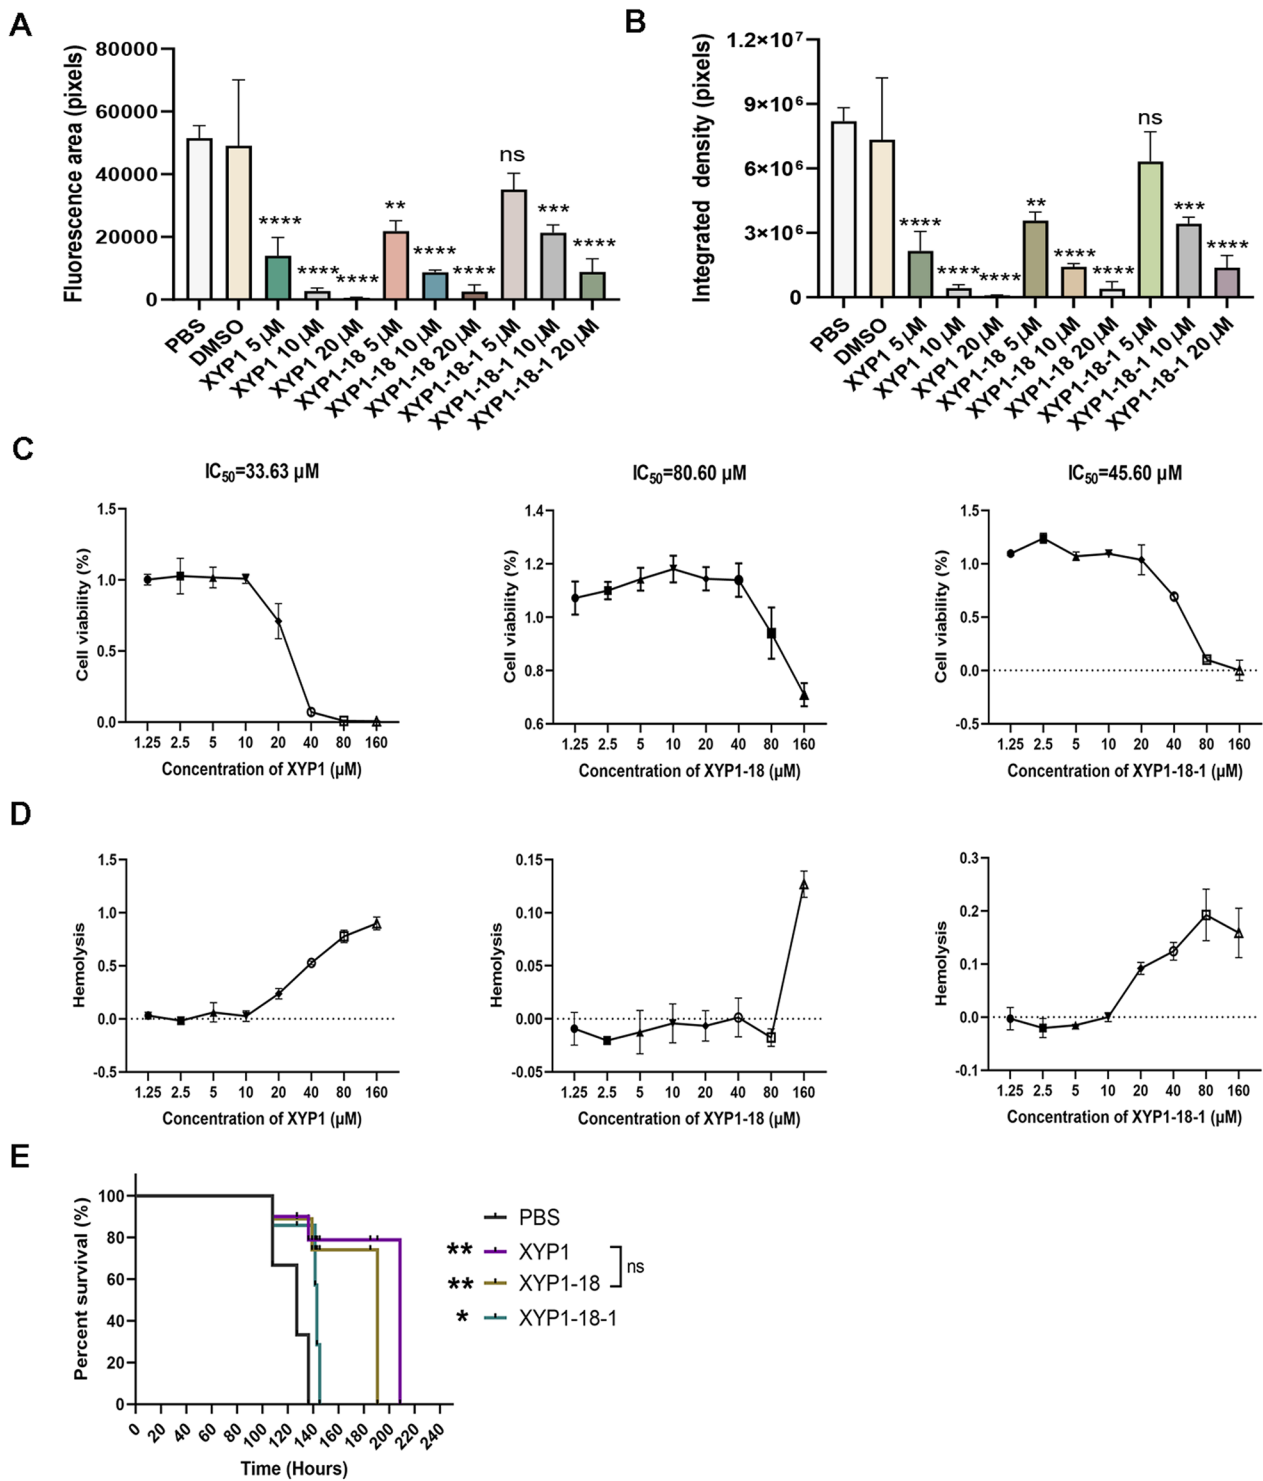 A
Fluorescence area (pixels)
80000
60000
40000
20000
0
****
****
****
**
****
****
ns
***
****
PBS
DMSO
XYP1 5 μM
XYP1 10 μM
XYP1 20 μM
XYP1-18 5 μM
XYP1-18 10 μM
XYP1-18 20 μM
XYP1-18-1 5 μM
XYP1-18-1 10 μM
XYP1-18-1 20 μM
B
Integrated density (pixels)
1.2×10⁷
9×10⁶
6×10⁶
3×10⁶
0
****
****
****
**
****
****
ns
***
****
PBS
DMSO
XYP1 5 μM
XYP1 10 μM
XYP1 20 μM
XYP1-18 5 μM
XYP1-18 10 μM
XYP1-18 20 μM
XYP1-18-1 5 μM
XYP1-18-1 10 μM
XYP1-18-1 20 μM
C
IC₅₀=33.63 μM
Cell viability (%)
1.5
1.0
0.5
0.0
1.25 2.5 5 10 20 40 80 160
Concentration of XYP1 (μM)
IC₅₀=80.60 μM
Cell viability (%)
1.4
1.2
1.0
0.8
0.6
1.25 2.5 5 10 20 40 80 160
Concentration of XYP1-18 (μM)
IC₅₀=45.60 μM
Cell viability (%)
1.5
1.0
0.5
0.0
-0.5
1.25 2.5 5 10 20 40 80 160
Concentration of XYP1-18-1 (μM)
D
Hemolysis
1.5
1.0
0.5
0.0
-0.5
1.25 2.5 5 10 20 40 80 160
Concentration of XYP1 (μM)
Hemolysis
0.15
0.10
0.05
0.00
-0.05
1.25 2.5 5 10 20 40 80 160
Concentration of XYP1-18 (μM)
Hemolysis
0.3
0.2
0.1
0.0
-0.1
1.25 2.5 5 10 20 40 80 160
Concentration of XYP1-18-1 (μM)
E
Percent survival (%)
100
80
60
40
20
0
0 20 40 60 80 100 120 140 160 180 200 220 240
Time (Hours)
PBS
** XYP1
ns
** XYP1-18
* XYP1-18-1